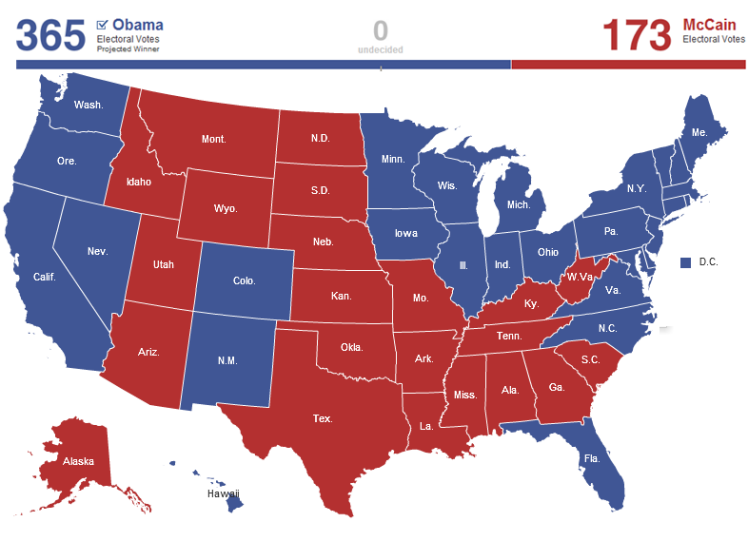 365
Obama
Electoral Votes
Projected Winner
0
undecided
173
McCain
Electoral Votes
Wash.
Ore.
Calif.
Nev.
Idaho
Mont.
Wyo.
Utah
Colo.
Ariz.
N.M.
N.D.
S.D.
Neb.
Kan.
Okla.
Tex.
Minn.
Iowa
Mo.
Ark.
La.
Wis.
Ill.
Mich.
Ind.
Ohio
Ky.
Tenn.
Miss.
Ala.
Ga.
Fla.
S.C.
N.C.
Va.
W.Va
Pa.
N.Y.
Me.
D.C.
Alaska
Hawaii